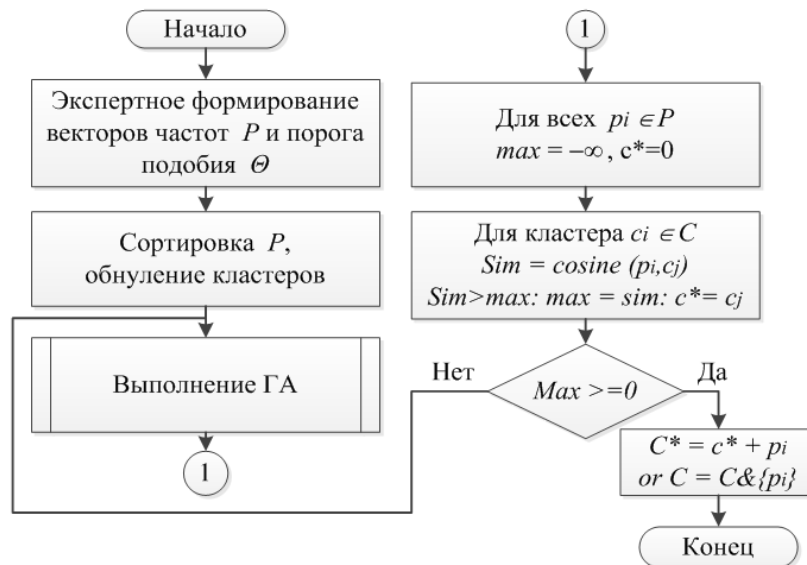 Начало
Экспертное формирование
векторов частот P и порога
подобия Θ
Сортировка P,
обнуление кластеров
Выполнение ГА
1
1
Для всех pi ∈ P
max = −∞, c*=0
Для кластера ci ∈ C
Sim = cosine (pi,cj)
Sim>max: max = sim: c*= cj
Нет
Max >=0
Да
C* = c* + pi
or C = C&{pi}
Конец